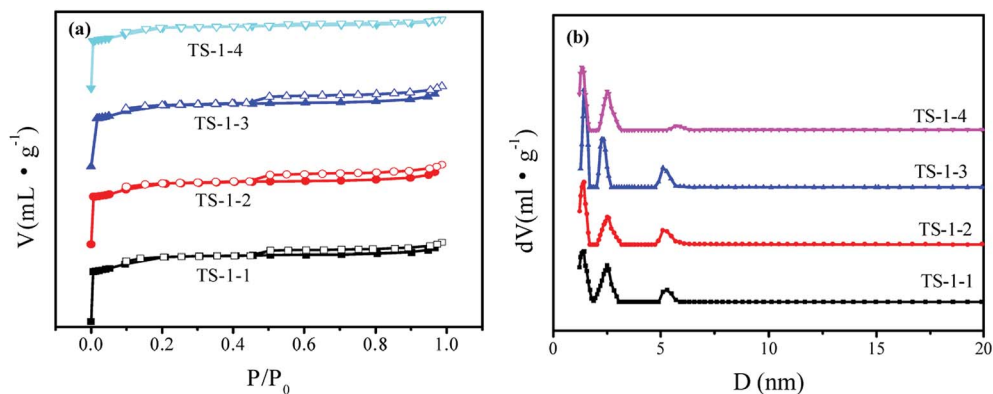 (a)
TS-1-4
TS-1-3
TS-1-2
TS-1-1
V(mL • g⁻¹)
0.0 0.2 0.4 0.6 0.8 1.0
P/P₀
(b)
TS-1-4
TS-1-3
TS-1-2
TS-1-1
dV(ml • g⁻¹)
0 5 10 15 20
D (nm)